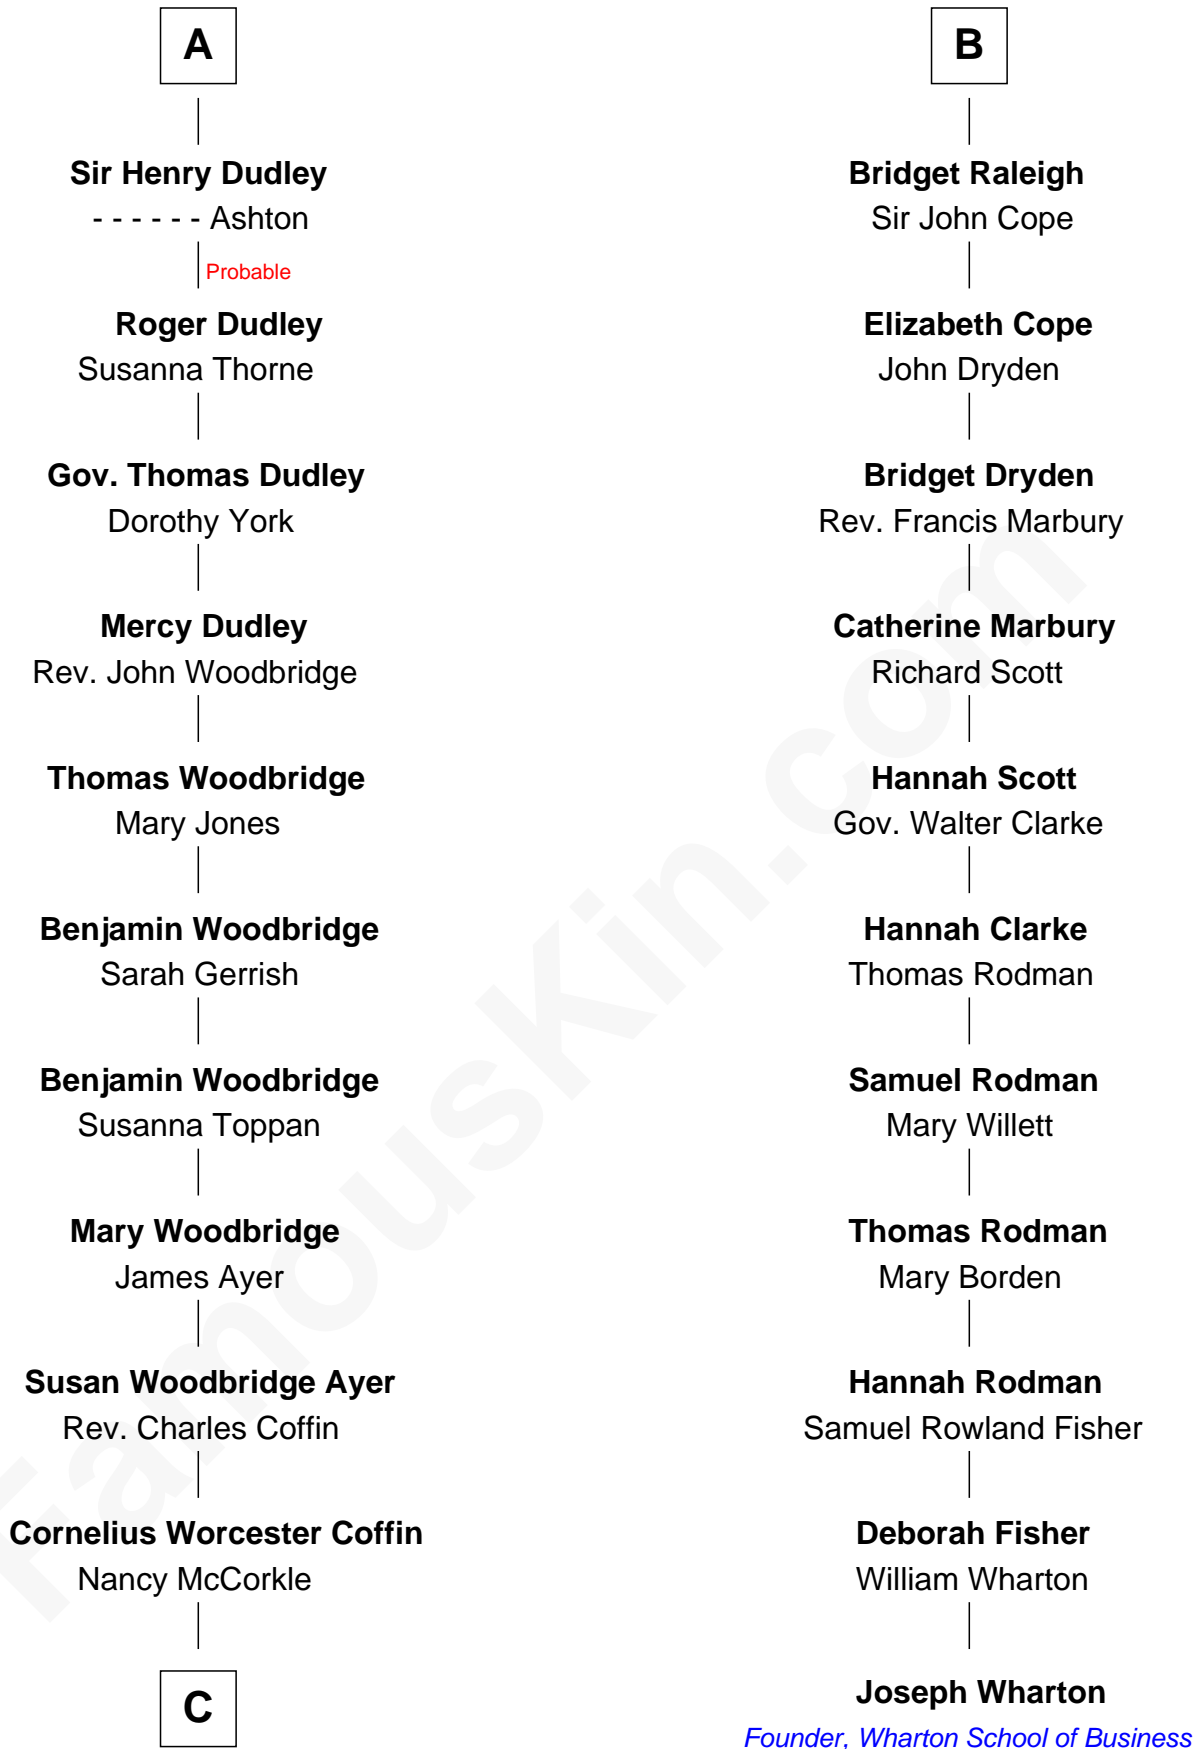 A
Sir Henry Dudley
- - - - - - Ashton
Probable
Roger Dudley
Susanna Thorne
Gov. Thomas Dudley
Dorothy York
Mercy Dudley
Rev. John Woodbridge
Thomas Woodbridge
Mary Jones
Benjamin Woodbridge
Sarah Gerrish
Benjamin Woodbridge
Susanna Toppan
Mary Woodbridge
James Ayer
Susan Woodbridge Ayer
Rev. Charles Coffin
Cornelius Worcester Coffin
Nancy McCorkle
C
B
Bridget Raleigh
Sir John Cope
Elizabeth Cope
John Dryden
Bridget Dryden
Rev. Francis Marbury
Catherine Marbury
Richard Scott
Hannah Scott
Gov. Walter Clarke
Hannah Clarke
Thomas Rodman
Samuel Rodman
Mary Willett
Thomas Rodman
Mary Borden
Hannah Rodman
Samuel Rowland Fisher
Deborah Fisher
William Wharton
Joseph Wharton
Founder, Wharton School of Business
FamousKin.com